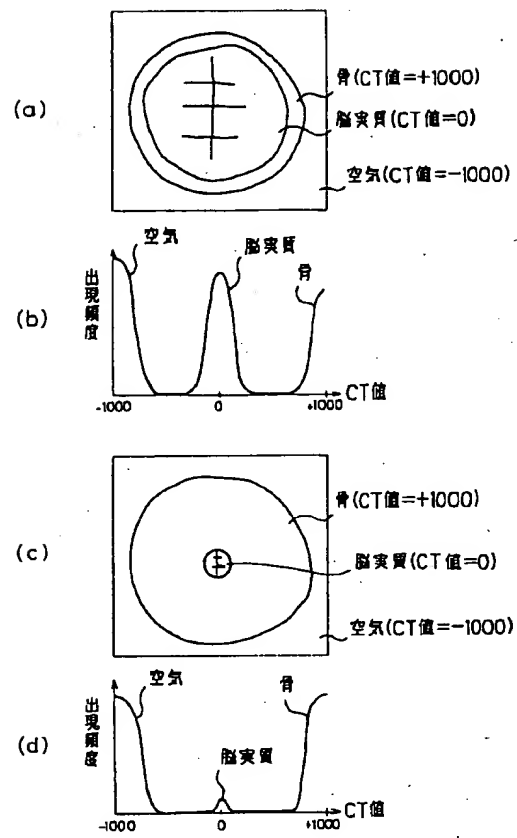 (a)
骨(CT値=+1000)
脳実質(CT値=0)
空気(CT値=-1000)
(b)
出現頻度
空気
脳実質
骨
-1000
0
+1000
CT値
(c)
骨(CT値=+1000)
脳実質(CT値=0)
空気(CT値=-1000)
(d)
出現頻度
空気
脳実質
骨
-1000
0
+1000
CT値